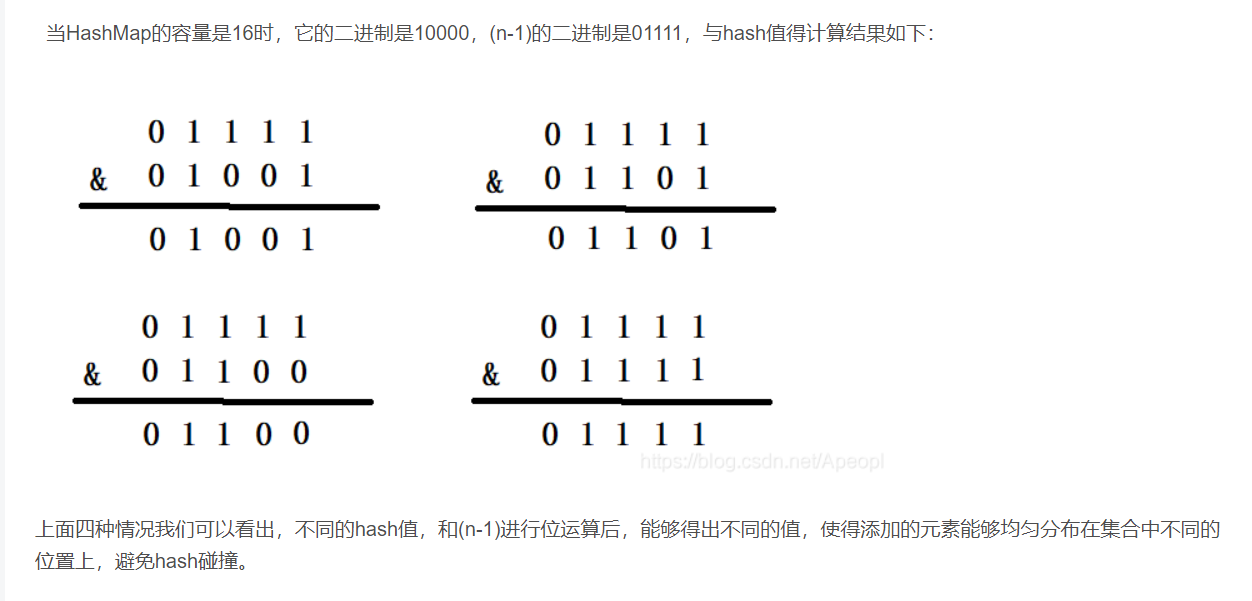 当HashMap的容量是16时，它的二进制是10000，(n-1)的二进制是01111，与hash值得计算结果如下：
0 1 1 1 1
& 0 1 0 0 1
0 1 0 0 1
0 1 1 1 1
& 0 1 1 0 1
0 1 1 0 1
0 1 1 1 1
& 0 1 1 0 0
0 1 1 0 0
0 1 1 1 1
& 0 1 1 1 1
0 1 1 1 1
https://blog.csdn.net/Apeopl
上面四种情况我们可以看出，不同的hash值，和(n-1)进行位运算后，能够得出不同的值，使得添加的元素能够均匀分布在集合中不同的
位置上，避免hash碰撞。